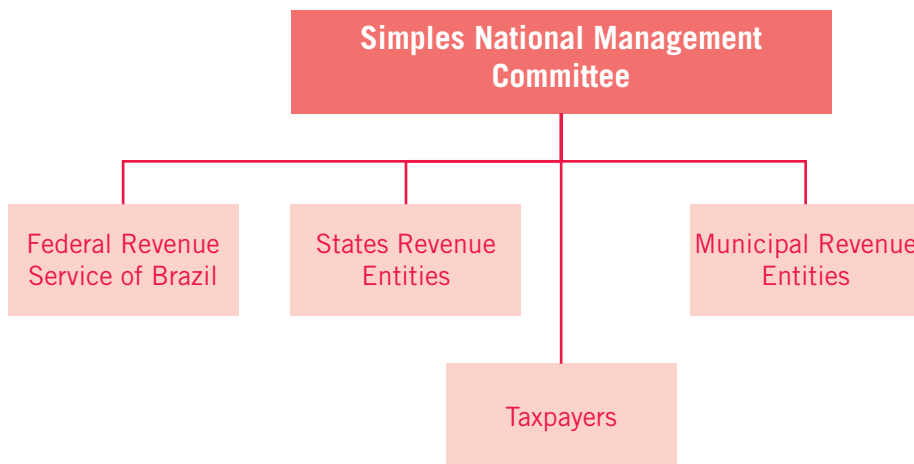 Simples National Management
Committee
Federal Revenue
Service of Brazil
States Revenue
Entities
Municipal Revenue
Entities
Taxpayers